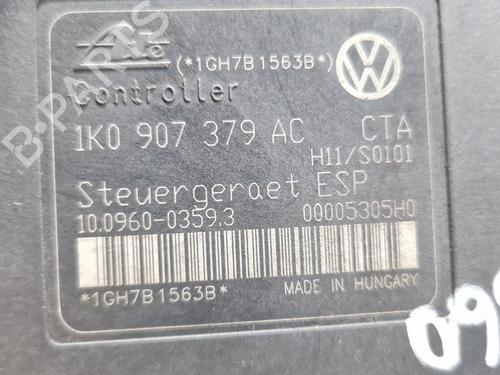 (*1GH7B1563B*)
Controller
1K0 907 379 AC CTA
H11/S0101
Steuergeraet ESP
10.0960-0359.3 00005305H0
*1GH7B1563B* MADE IN HUNGARY
B-PARTS